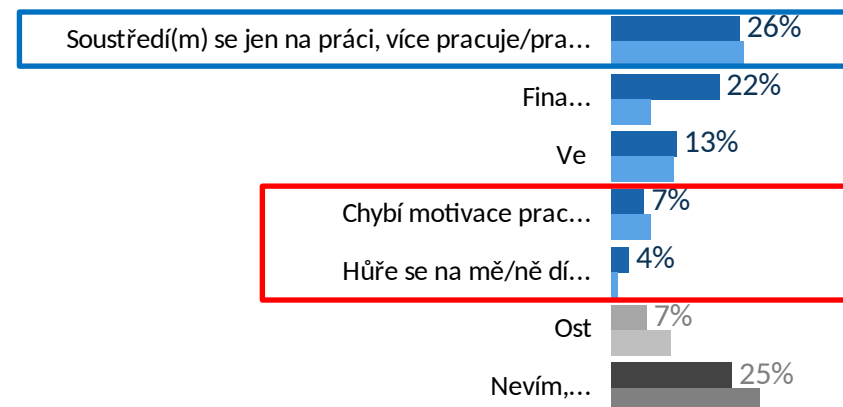 Soustředí(m) se jen na práci, více pracuje/pra... 26%
Fina... 22%
Ve 13%
Chybí motivace prac... 7%
Hůře se na mě/ně dí... 4%
Ost 7%
Nevím,... 25%